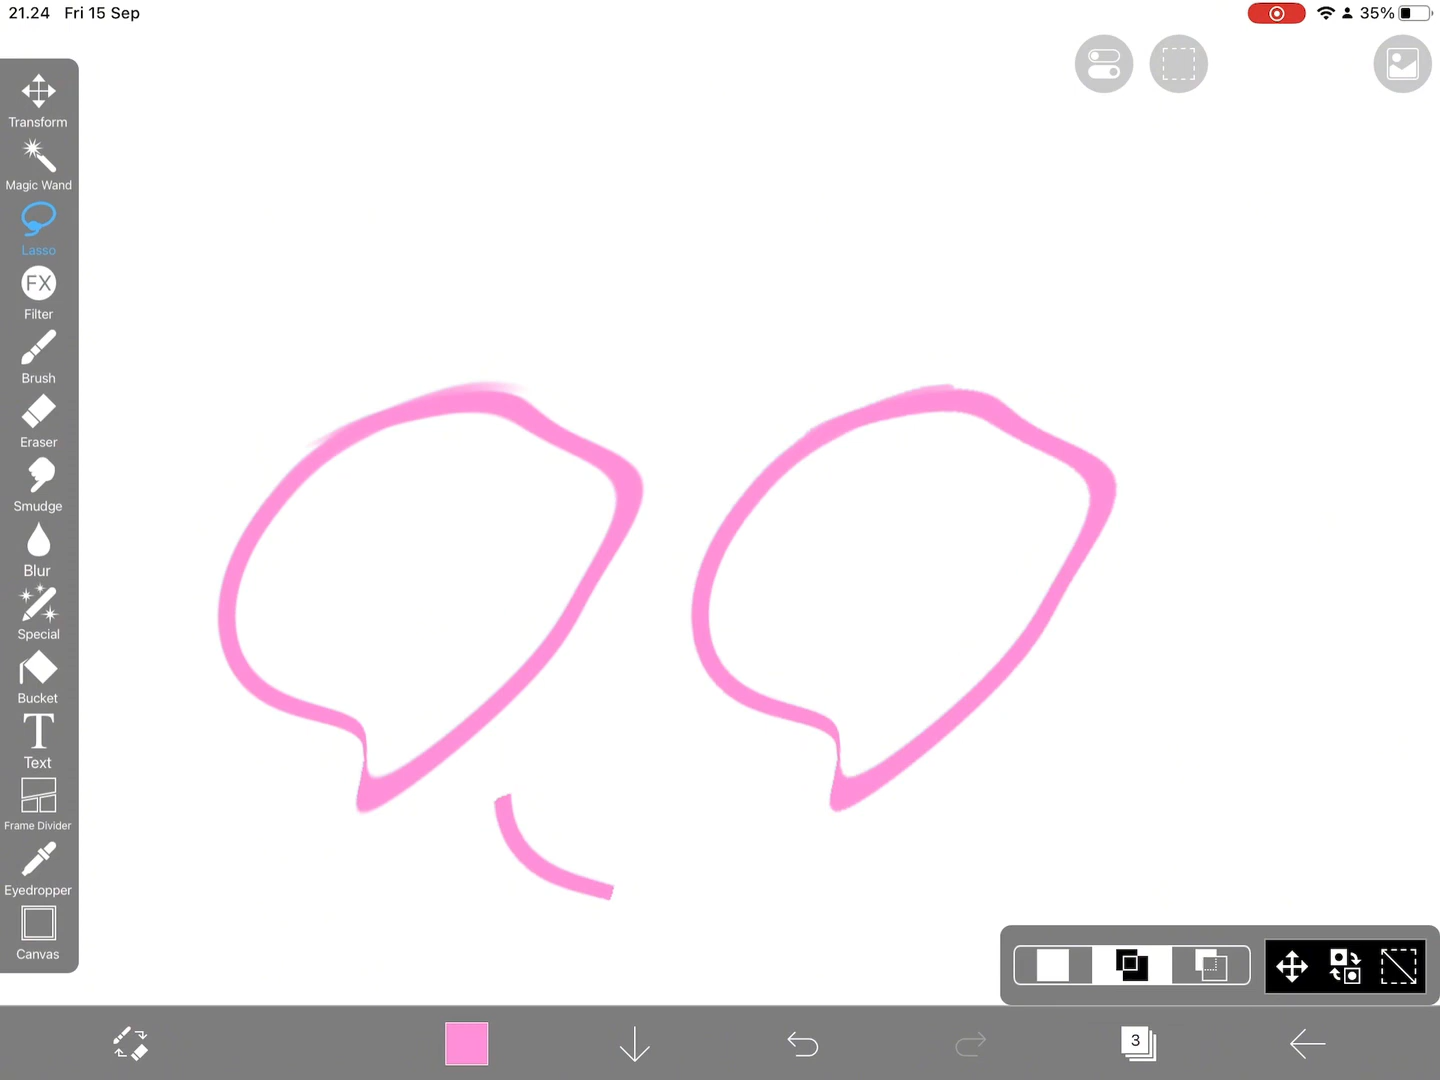 21.24 Fri 15 Sep 35%
Transform
Magic Wand
Lasso
FX
Filter
Brush
Eraser
Smudge
Blur
Special
Bucket
T
Text
Frame Divider
Eyedropper
Canvas
3